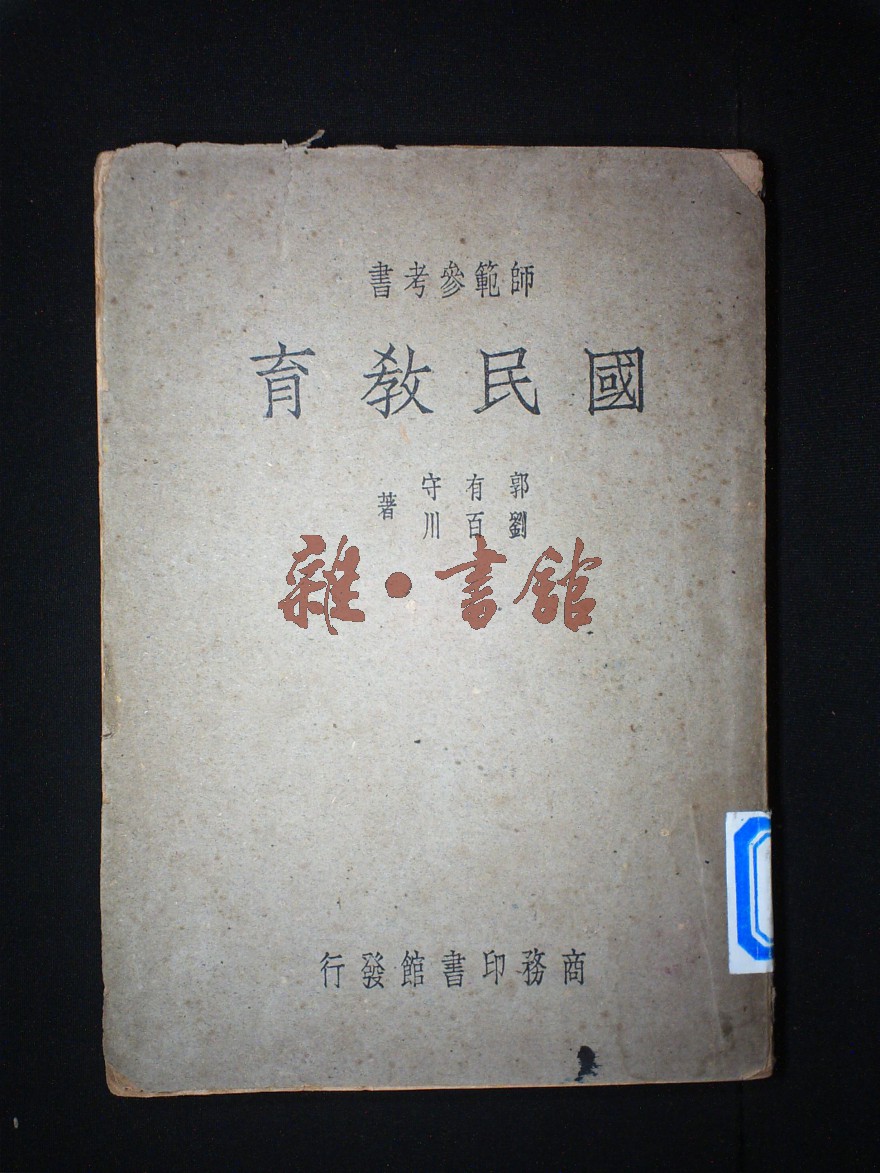 師範參考書
國民教育
郭有守
劉百川
著
雜·書館
商務印書館發行